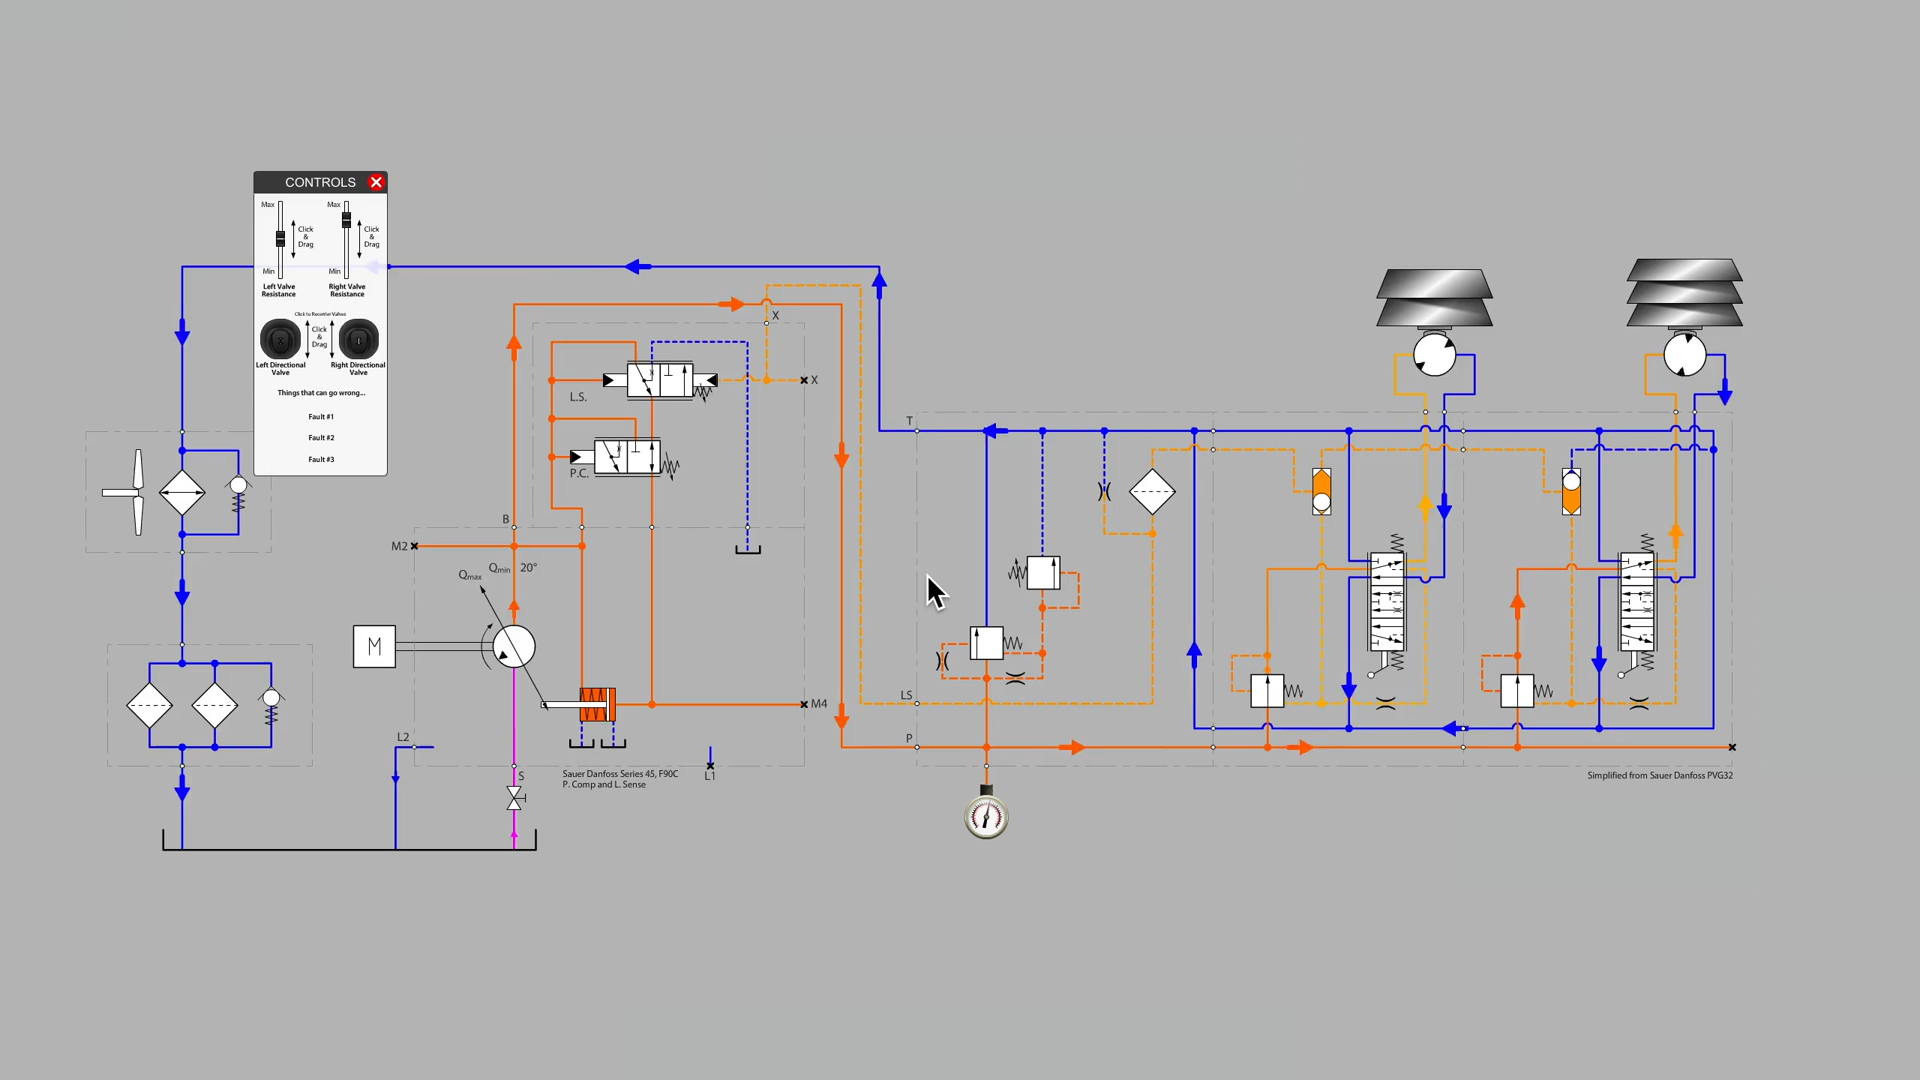 CONTROLS
Max
Max
Click
&
Drag
Click
&
Drag
Min
Min
Left Valve
Resistance
Right Valve
Resistance
Click to Recenter Valves
Click
&
Drag
Left Directional
Valve
Right Directional
Valve
Things that can go wrong...
Fault #1
Fault #2
Fault #3
X
X
L.S.
P.C.
B
M2
Qmax
Qmin
20°
M
M4
L2
L1
S
Sauer Danfoss Series 45, F90C
P. Comp and L. Sense
T
LS
P
Simplified from Sauer Danfoss PVG32